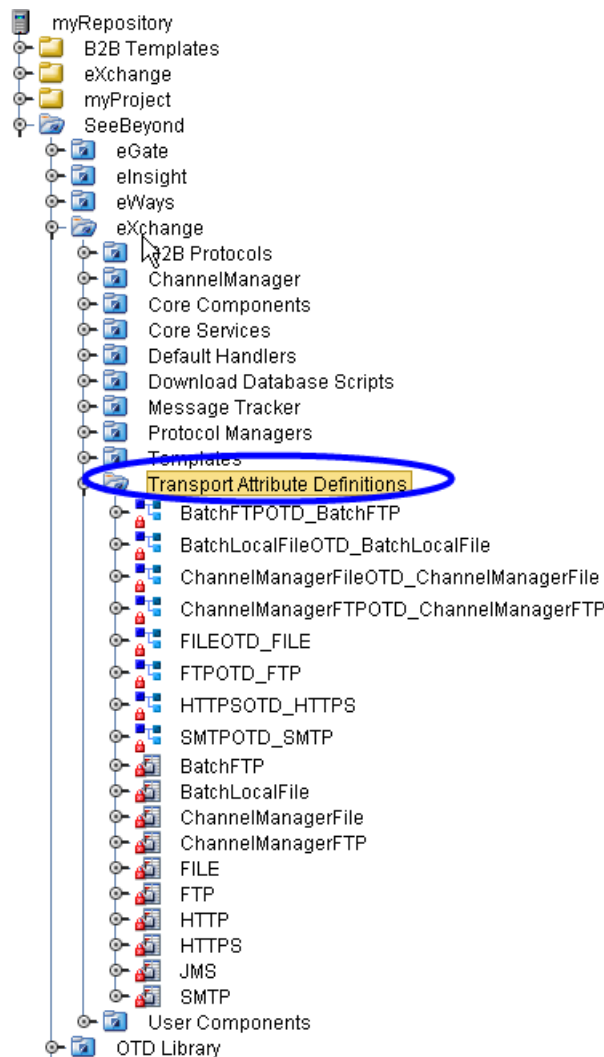 myRepository
B2B Templates
eXchange
myProject
SeeBeyond
eGate
eInsight
eWays
eXchange
B2B Protocols
ChannelManager
Core Components
Core Services
Default Handlers
Download Database Scripts
Message Tracker
Protocol Managers
Templates
Transport Attribute Definitions
BatchFTPOTD_BatchFTP
BatchLocalFileOTD_BatchLocalFile
ChannelManagerFileOTD_ChannelManagerFile
ChannelManagerFTPOTD_ChannelManagerFTP
FILEOTD_FILE
FTPOTD_FTP
HTTPSOTD_HTTPS
SMTPOTD_SMTP
BatchFTP
BatchLocalFile
ChannelManagerFile
ChannelManagerFTP
FILE
FTP
HTTP
HTTPS
JMS
SMTP
User Components
OTD Library